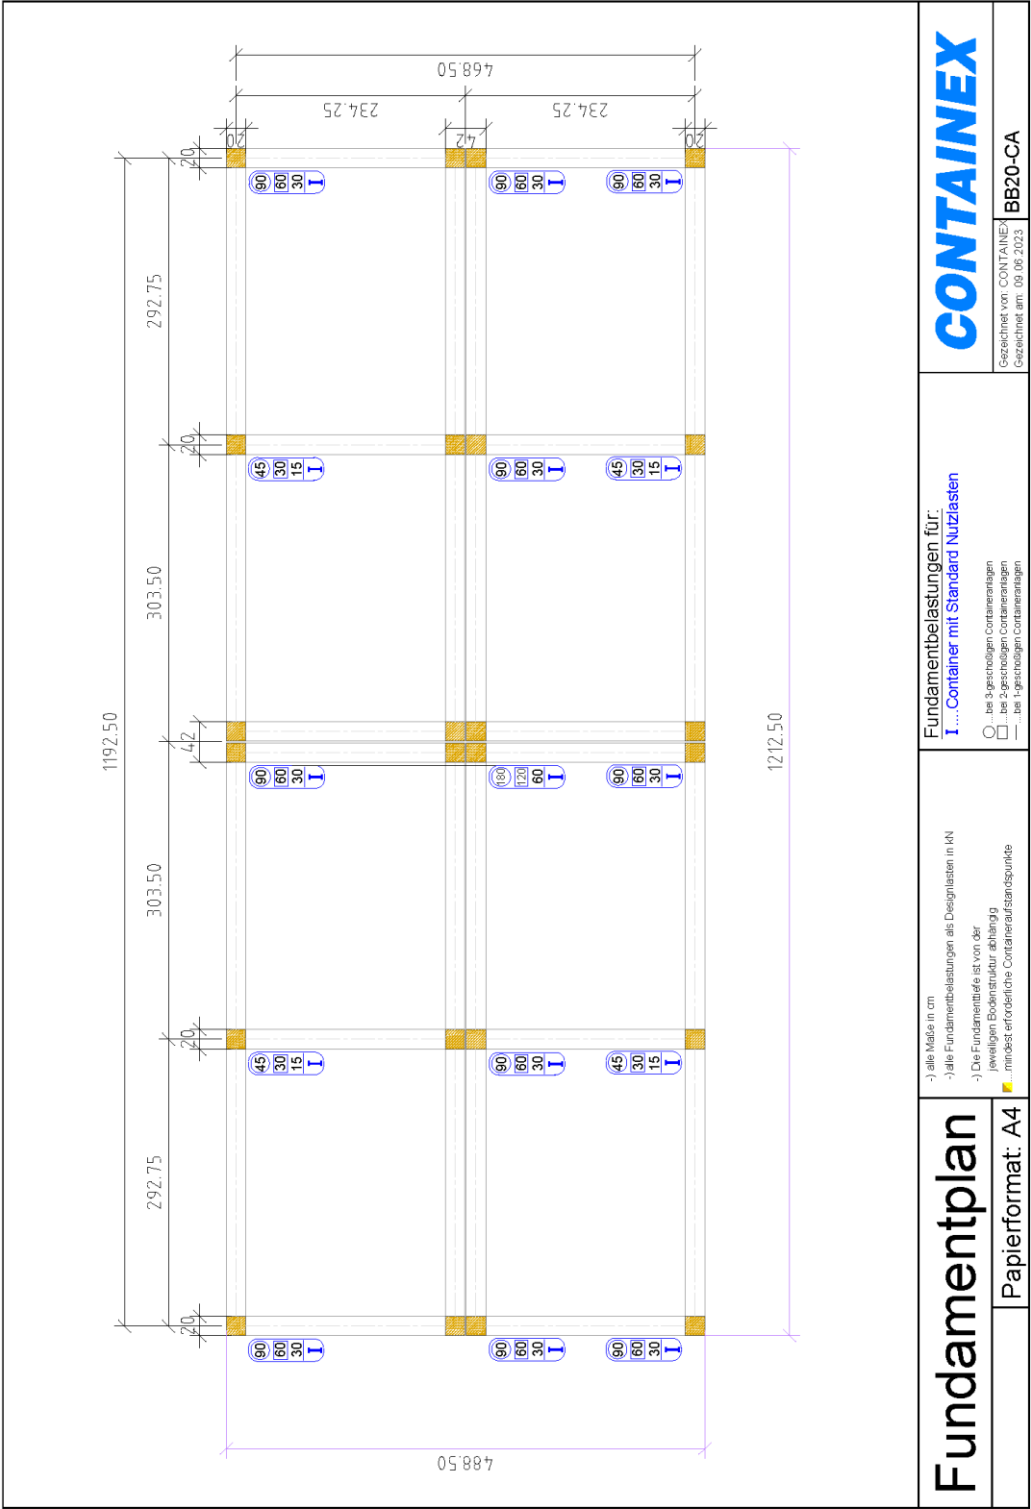 468.50
234.25
234.25
20
42
20
1192.50
292.75
303.50
303.50
292.75
20
20
42
20
20
1212.50
488.50
90 60 30 I
90 60 30 I
90 60 30 I
45 30 15 I
90 60 30 I
45 30 15 I
90 60 30 I
180 120 60 I
90 60 30 I
45 30 15 I
90 60 30 I
45 30 15 I
90 60 30 I
90 60 30 I
90 60 30 I
Fundamentplan
Papierformat: A4
-) alle Maße in cm
-) alle Fundamentbelastungen als Designlasten in kN
-) Die Fundamenttiefe ist von der
jeweiligen Bodenstruktur abhängig
...mindest erforderliche Containeraufstandspunkte
Fundamentbelastungen für:
I ....Container mit Standard Nutzlasten
...bei 3-geschoßigen Containeranlagen
...bei 2-geschoßigen Containeranlagen
...bei 1-geschoßigen Containeranlagen
CONTAINEX
Gezeichnet von: CONTAINEX
Gezeichnet am: 09.06.2023
BB20-CA